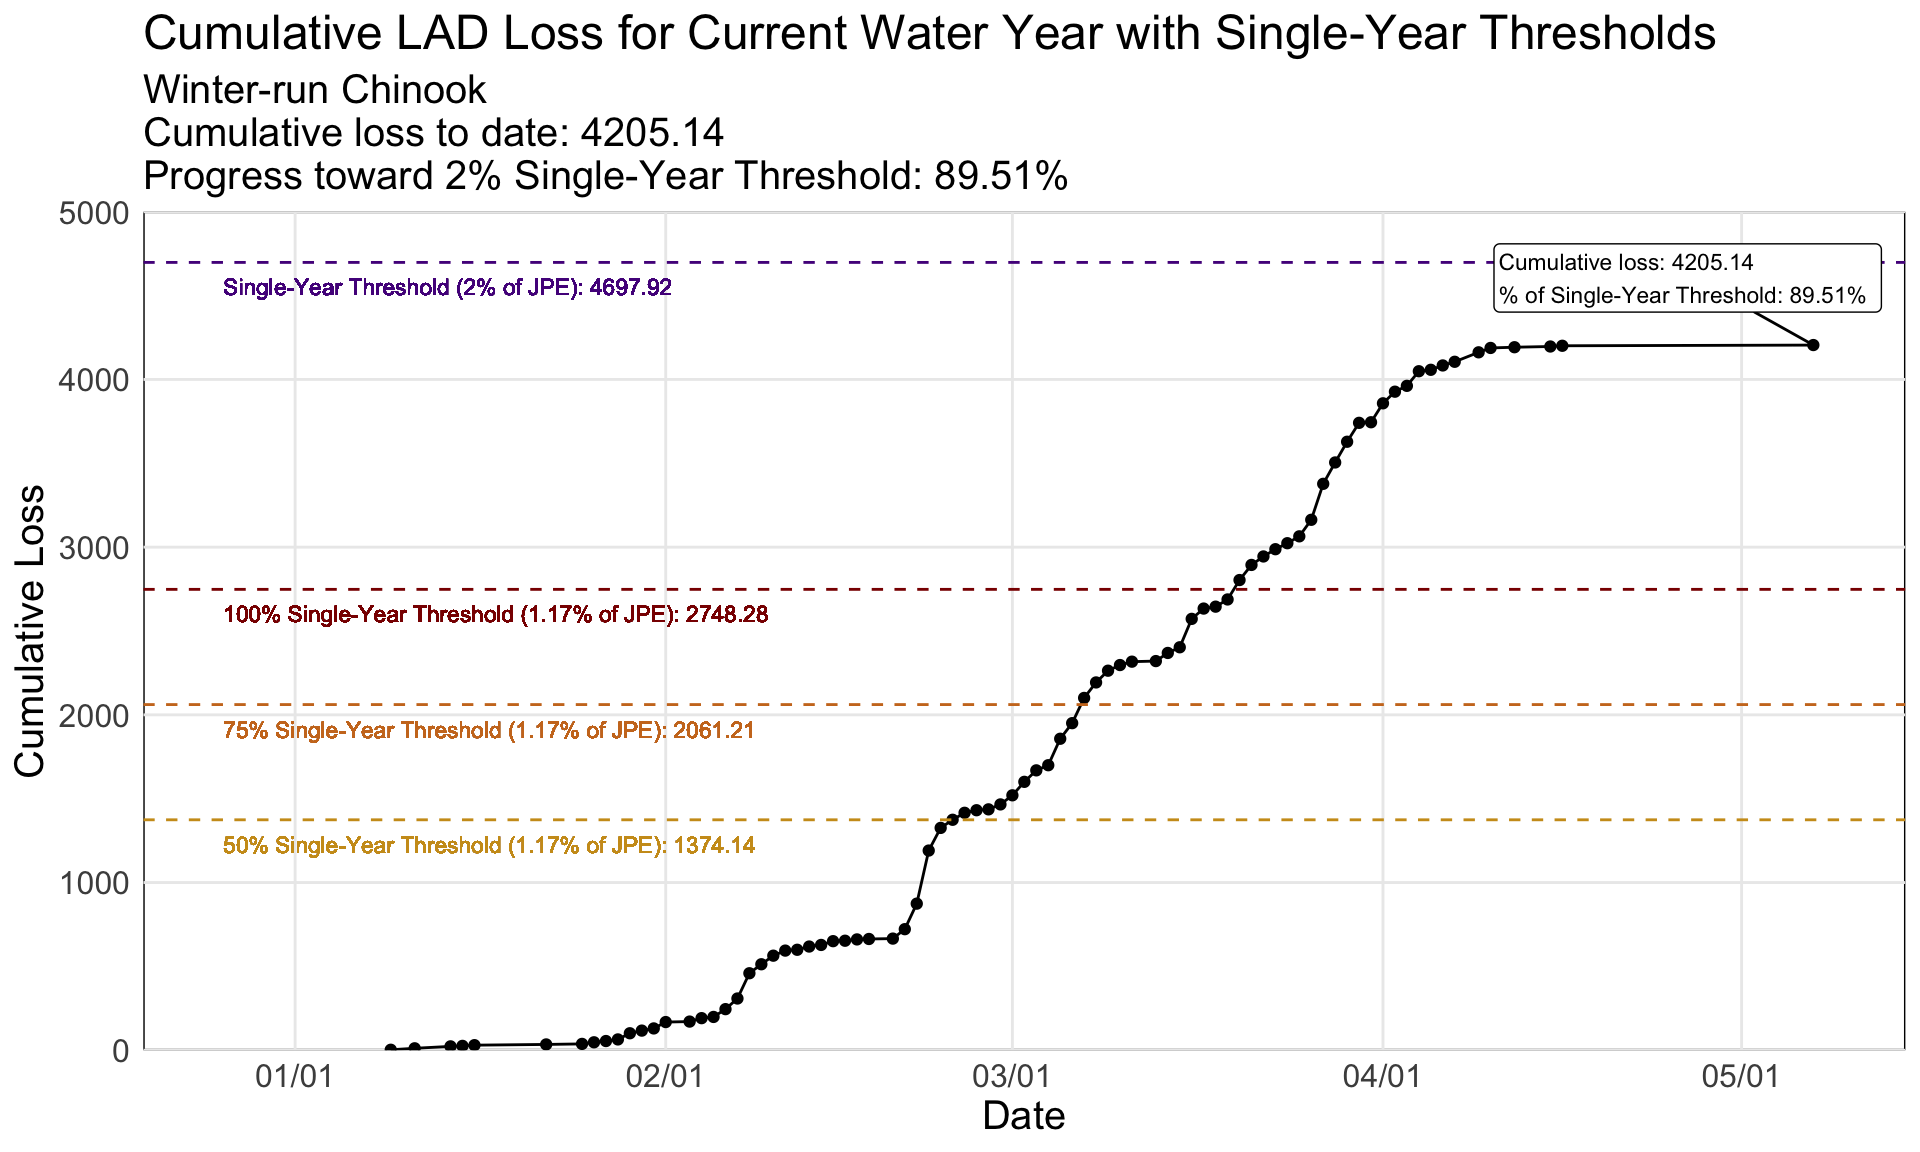 Cumulative LAD Loss for Current Water Year with Single-Year Thresholds
Winter-run Chinook
Cumulative loss to date: 4205.14
Progress toward 2% Single-Year Threshold: 89.51%
5000
Cumulative loss: 4205.14
% of Single-Year Threshold: 89.51%
Single-Year Threshold (2% of JPE): 4697.92
4000
3000
100% Single-Year Threshold (1.17% of JPE): 2748.28
2000
75% Single-Year Threshold (1.17% of JPE): 2061.21
50% Single-Year Threshold (1.17% of JPE): 1374.14
1000
0
Cumulative Loss
01/01
02/01
03/01
04/01
05/01
Date